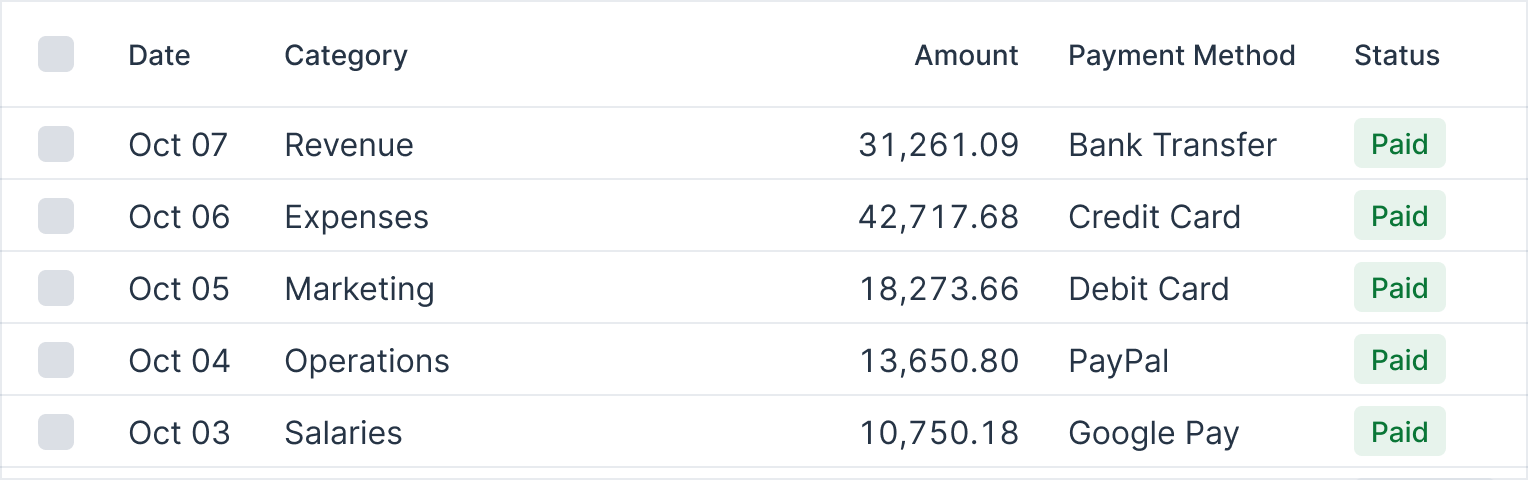 Date Category Amount Payment Method Status
Oct 07 Revenue 31,261.09 Bank Transfer Paid
Oct 06 Expenses 42,717.68 Credit Card Paid
Oct 05 Marketing 18,273.66 Debit Card Paid
Oct 04 Operations 13,650.80 PayPal Paid
Oct 03 Salaries 10,750.18 Google Pay Paid